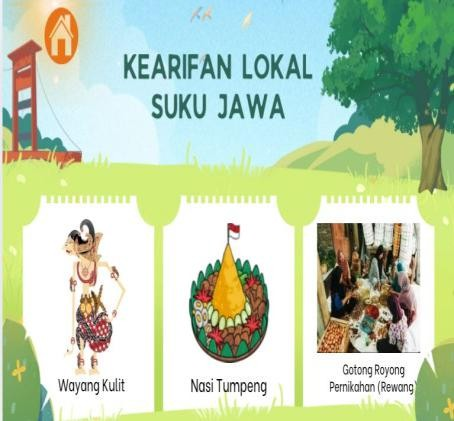 KEARIFAN LOKAL
SUKU JAWA
Wayang Kulit
Nasi Tumpeng
Gotong Royong
Pernikahan (Rewang)